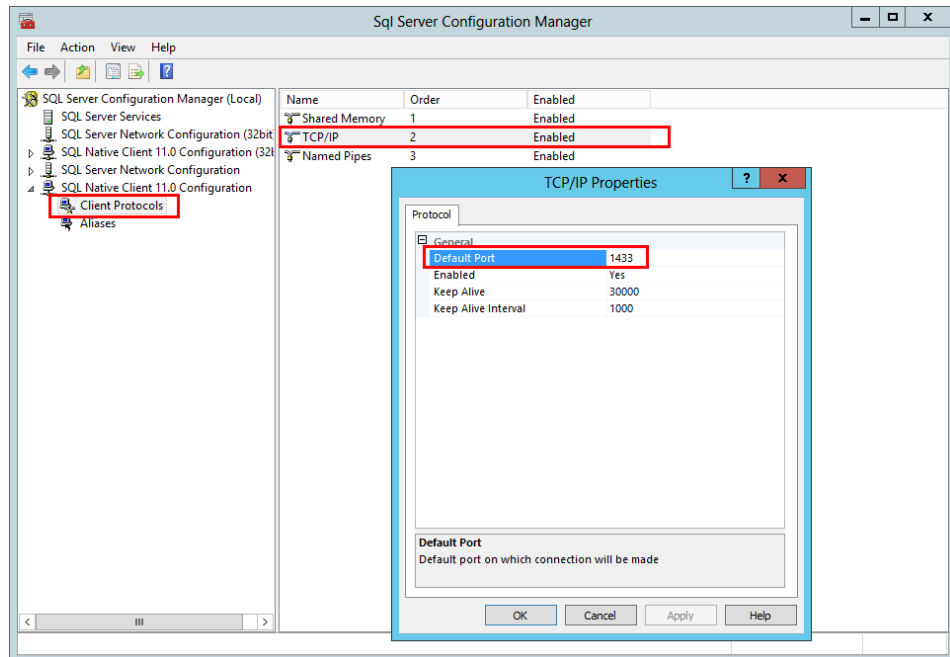 Sql Server Configuration Manager
File Action View Help
SQL Server Configuration Manager (Local)
SQL Server Services
SQL Server Network Configuration (32bit
SQL Native Client 11.0 Configuration (32l
SQL Server Network Configuration
SQL Native Client 11.0 Configuration
Client Protocols
Aliases
Name Order Enabled
Shared Memory 1 Enabled
TCP/IP 2 Enabled
Named Pipes 3 Enabled
TCP/IP Properties
Protocol
General
Default Port 1433
Enabled Yes
Keep Alive 30000
Keep Alive Interval 1000
Default Port
Default port on which connection will be made
OK Cancel Apply Help